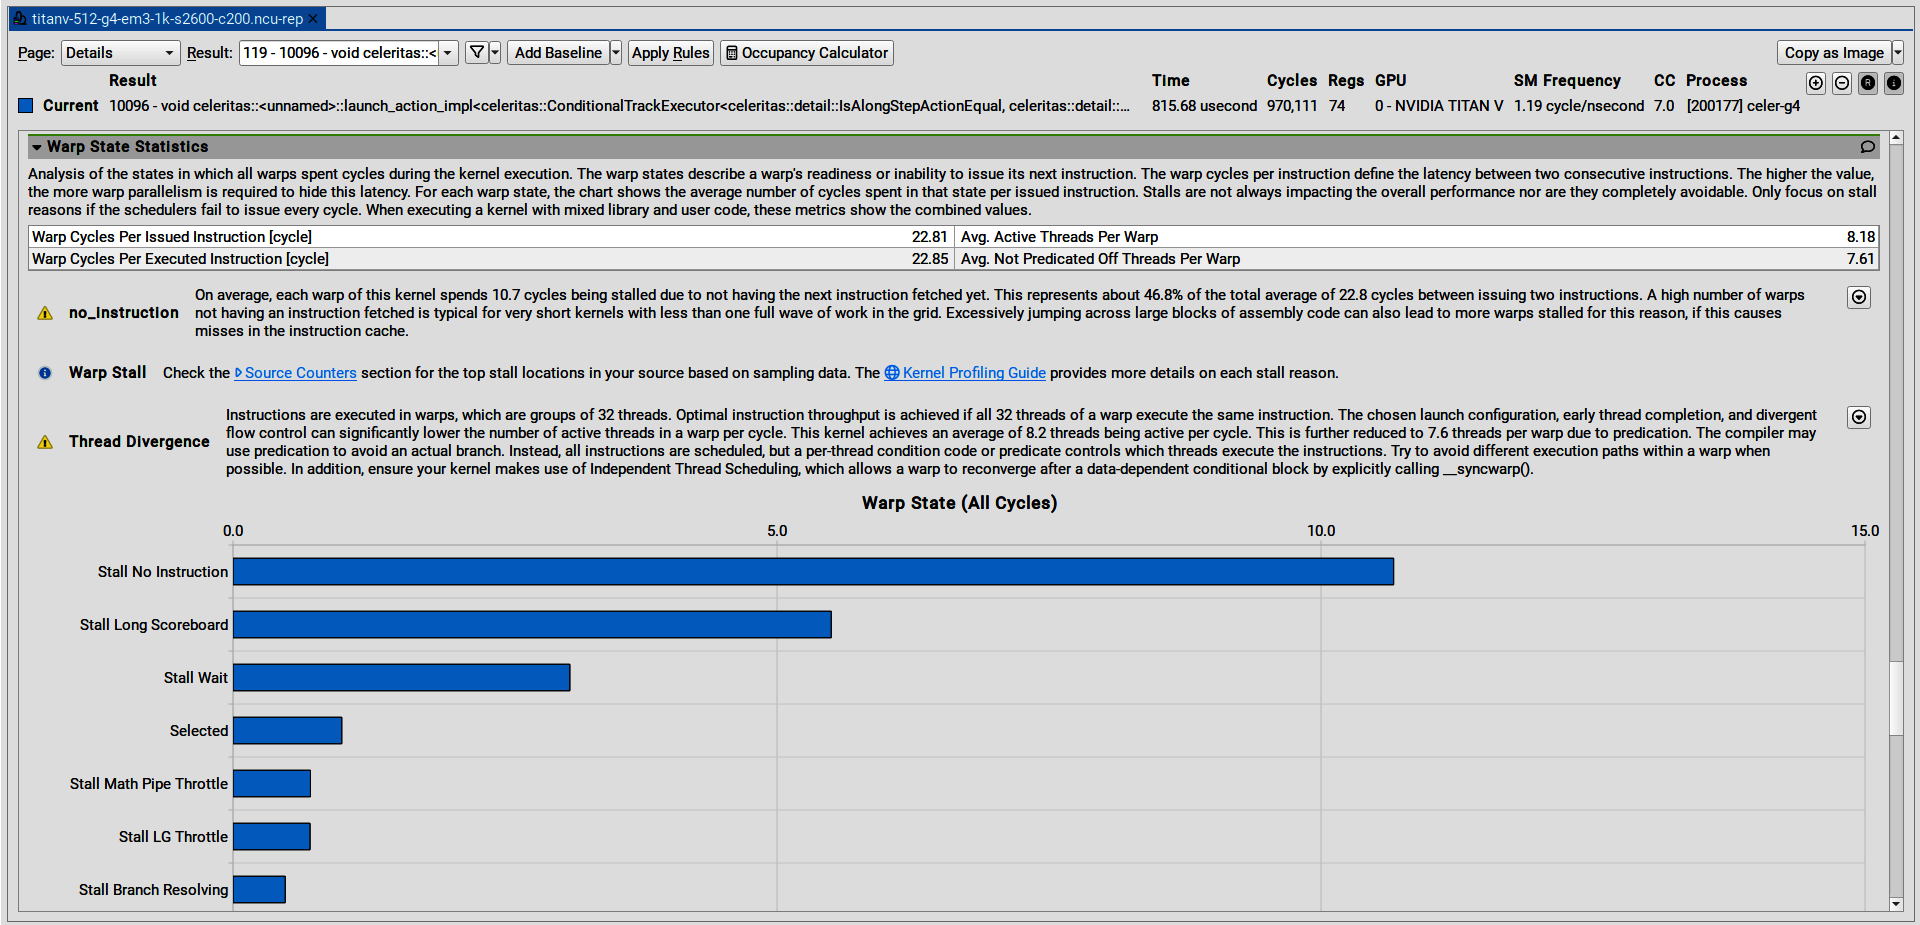 titanv-512-g4-em3-1k-s2600-c200.ncu-rep ×
Page: Details Result: 119 - 10096 - void celeritas::< Add Baseline Apply Rules Occupancy Calculator Copy as Image
Result Time Cycles Regs GPU SM Frequency CC Process
Current 10096 - void celeritas::<unnamed>::launch_action_impl<celeritas::ConditionalTrackExecutor<celeritas::detail::IsAlongStepActionEqual, celeritas::detail::... 815.68 usecond 970,111 74 0 - NVIDIA TITAN V 1.19 cycle/nsecond 7.0 [200177] celer-g4
Warp State Statistics
Analysis of the states in which all warps spent cycles during the kernel execution. The warp states describe a warp's readiness or inability to issue its next instruction. The warp cycles per instruction define the latency between two consecutive instructions. The higher the value,
the more warp parallelism is required to hide this latency. For each warp state, the chart shows the average number of cycles spent in that state per issued instruction. Stalls are not always impacting the overall performance nor are they completely avoidable. Only focus on stall
reasons if the schedulers fail to issue every cycle. When executing a kernel with mixed library and user code, these metrics show the combined values.
Warp Cycles Per Issued Instruction [cycle] 22.81 Avg. Active Threads Per Warp 8.18
Warp Cycles Per Executed Instruction [cycle] 22.85 Avg. Not Predicated Off Threads Per Warp 7.61
no_instruction
On average, each warp of this kernel spends 10.7 cycles being stalled due to not having the next instruction fetched yet. This represents about 46.8% of the total average of 22.8 cycles between issuing two instructions. A high number of warps
not having an instruction fetched is typical for very short kernels with less than one full wave of work in the grid. Excessively jumping across large blocks of assembly code can also lead to more warps stalled for this reason, if this causes
misses in the instruction cache.
Warp Stall Check the Source Counters section for the top stall locations in your source based on sampling data. The Kernel Profiling Guide provides more details on each stall reason.
Thread Divergence
Instructions are executed in warps, which are groups of 32 threads. Optimal instruction throughput is achieved if all 32 threads of a warp execute the same instruction. The chosen launch configuration, early thread completion, and divergent
flow control can significantly lower the number of active threads in a warp per cycle. This kernel achieves an average of 8.2 threads being active per cycle. This is further reduced to 7.6 threads per warp due to predication. The compiler may
use predication to avoid an actual branch. Instead, all instructions are scheduled, but a per-thread condition code or predicate controls which threads execute the instructions. Try to avoid different execution paths within a warp when
possible. In addition, ensure your kernel makes use of Independent Thread Scheduling, which allows a warp to reconverge after a data-dependent conditional block by explicitly calling __syncwarp().
Warp State (All Cycles)
0.0 5.0 10.0 15.0
Stall No Instruction
Stall Long Scoreboard
Stall Wait
Selected
Stall Math Pipe Throttle
Stall LG Throttle
Stall Branch Resolving